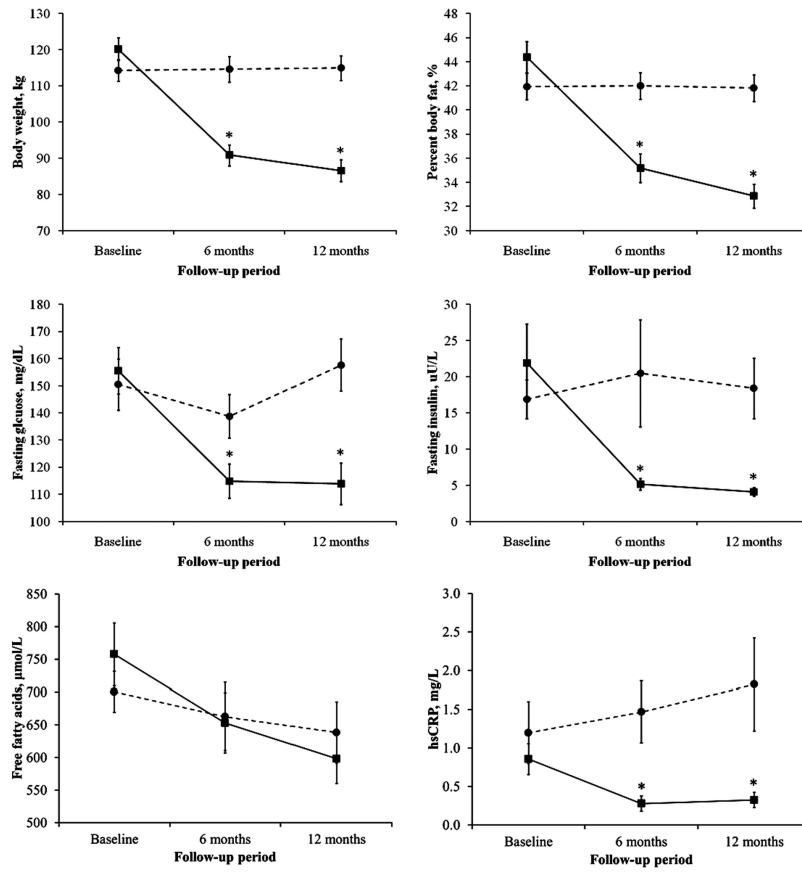 130
120
110
100
90
80
70
Body weight, kg
*
*
Baseline
6 months
12 months
Follow-up period
48
46
44
42
40
38
36
34
32
30
Percent body fat, %
*
*
Baseline
6 months
12 months
Follow-up period
180
170
160
150
140
130
120
110
100
Fasting glcuose, mg/dL
*
*
Baseline
6 months
12 months
Follow-up period
30
25
20
15
10
5
0
Fasting insulin, uU/L
*
*
Baseline
6 months
12 months
Follow-up period
850
800
750
700
650
600
550
500
Free fatty acids, μmol/L
Baseline
6 months
12 months
Follow-up period
3.0
2.5
2.0
1.5
1.0
0.5
0.0
hsCRP, mg/L
*
*
Baseline
6 months
12 months
Follow-up period